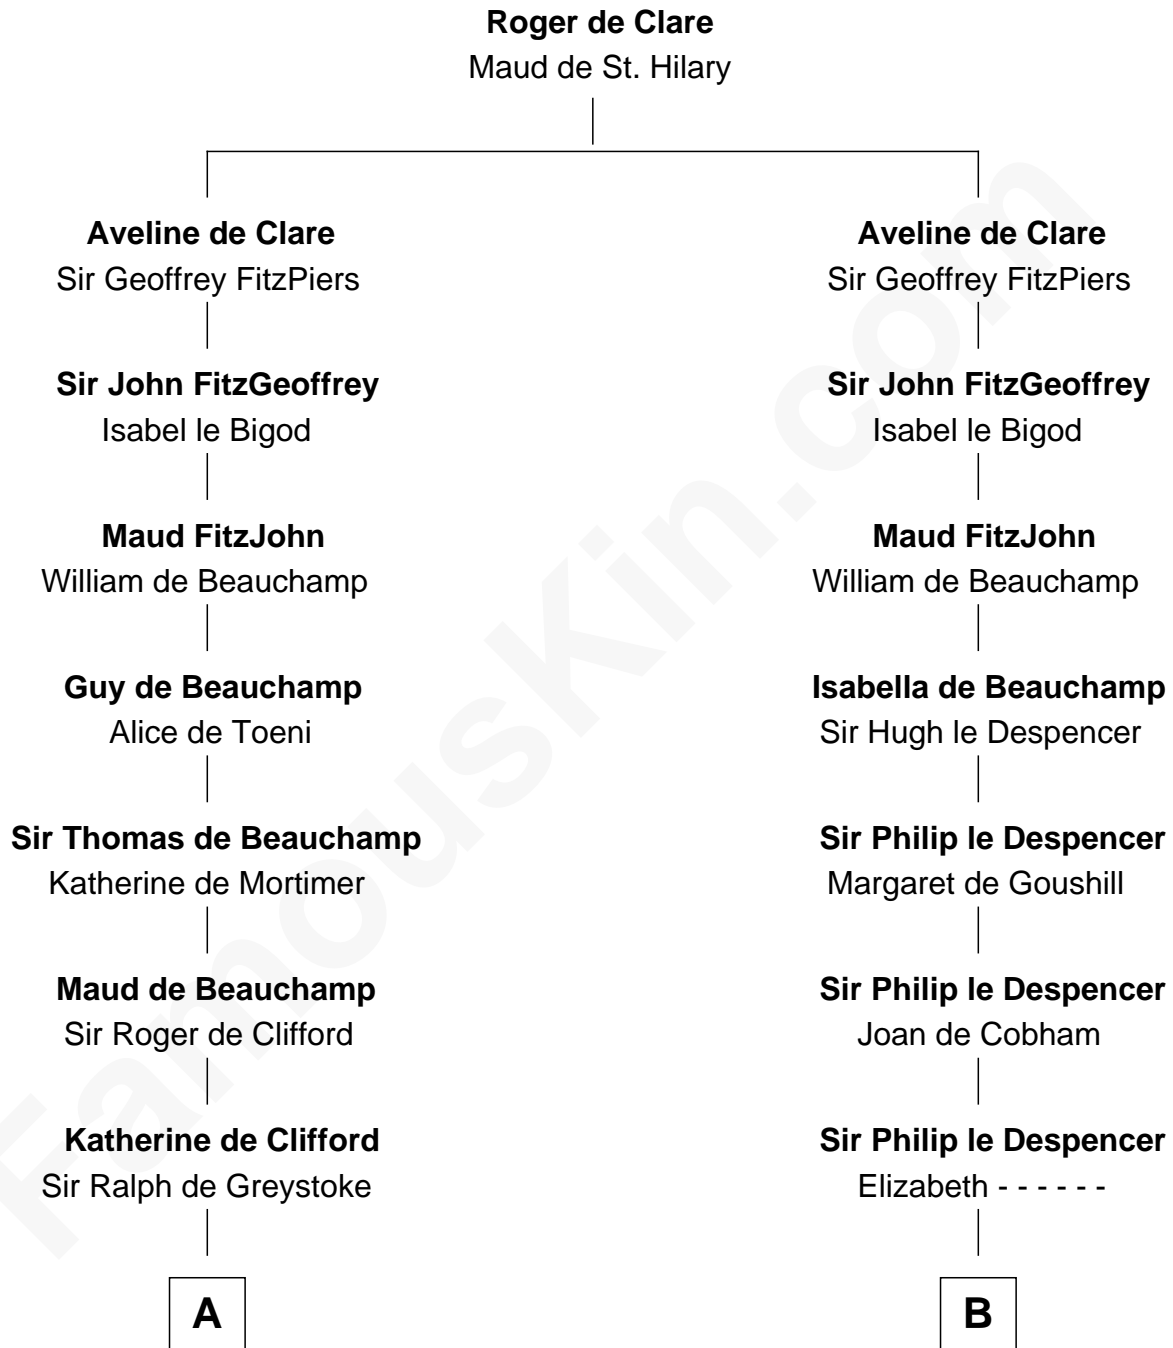 Roger de Clare
Maud de St. Hilary
Aveline de Clare
Sir Geoffrey FitzPiers
Aveline de Clare
Sir Geoffrey FitzPiers
Sir John FitzGeoffrey
Isabel le Bigod
Sir John FitzGeoffrey
Isabel le Bigod
Maud FitzJohn
William de Beauchamp
Maud FitzJohn
William de Beauchamp
Guy de Beauchamp
Alice de Toeni
Isabella de Beauchamp
Sir Hugh le Despencer
Sir Thomas de Beauchamp
Katherine de Mortimer
Sir Philip le Despencer
Margaret de Goushill
Maud de Beauchamp
Sir Roger de Clifford
Sir Philip le Despencer
Joan de Cobham
Katherine de Clifford
Sir Ralph de Greystoke
Sir Philip le Despencer
Elizabeth - - - - - -
A
B
FamousKin.com